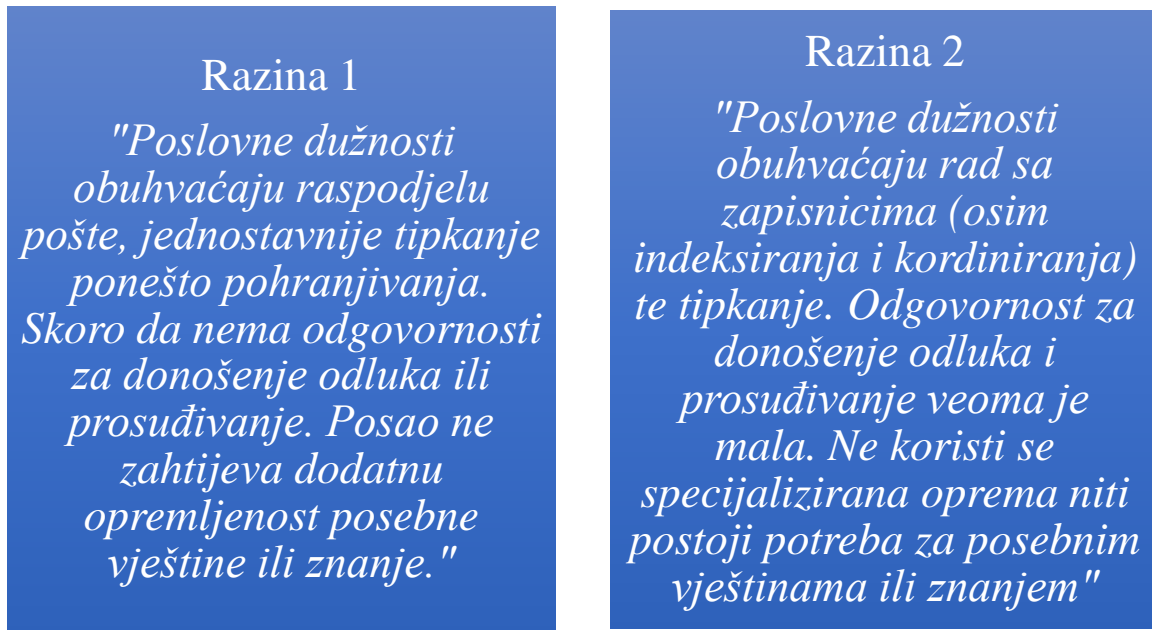 Razina 1
"Poslovne dužnosti
obuhvaćaju raspodjelu
pošte, jednostavnije tipkanje
ponešto pohranjivanja.
Skoro da nema odgovornosti
za donošenje odluka ili
prosuđivanje. Posao ne
zahtijeva dodatnu
opremljenost posebne
vještine ili znanje."
Razina 2
"Poslovne dužnosti
obuhvaćaju rad sa
zapisnicima (osim
indeksiranja i kordiniranja)
te tipkanje. Odgovornost za
donošenje odluka i
prosuđivanje veoma je
mala. Ne koristi se
specijalizirana oprema niti
postoji potreba za posebnim
vještinama ili znanjem"